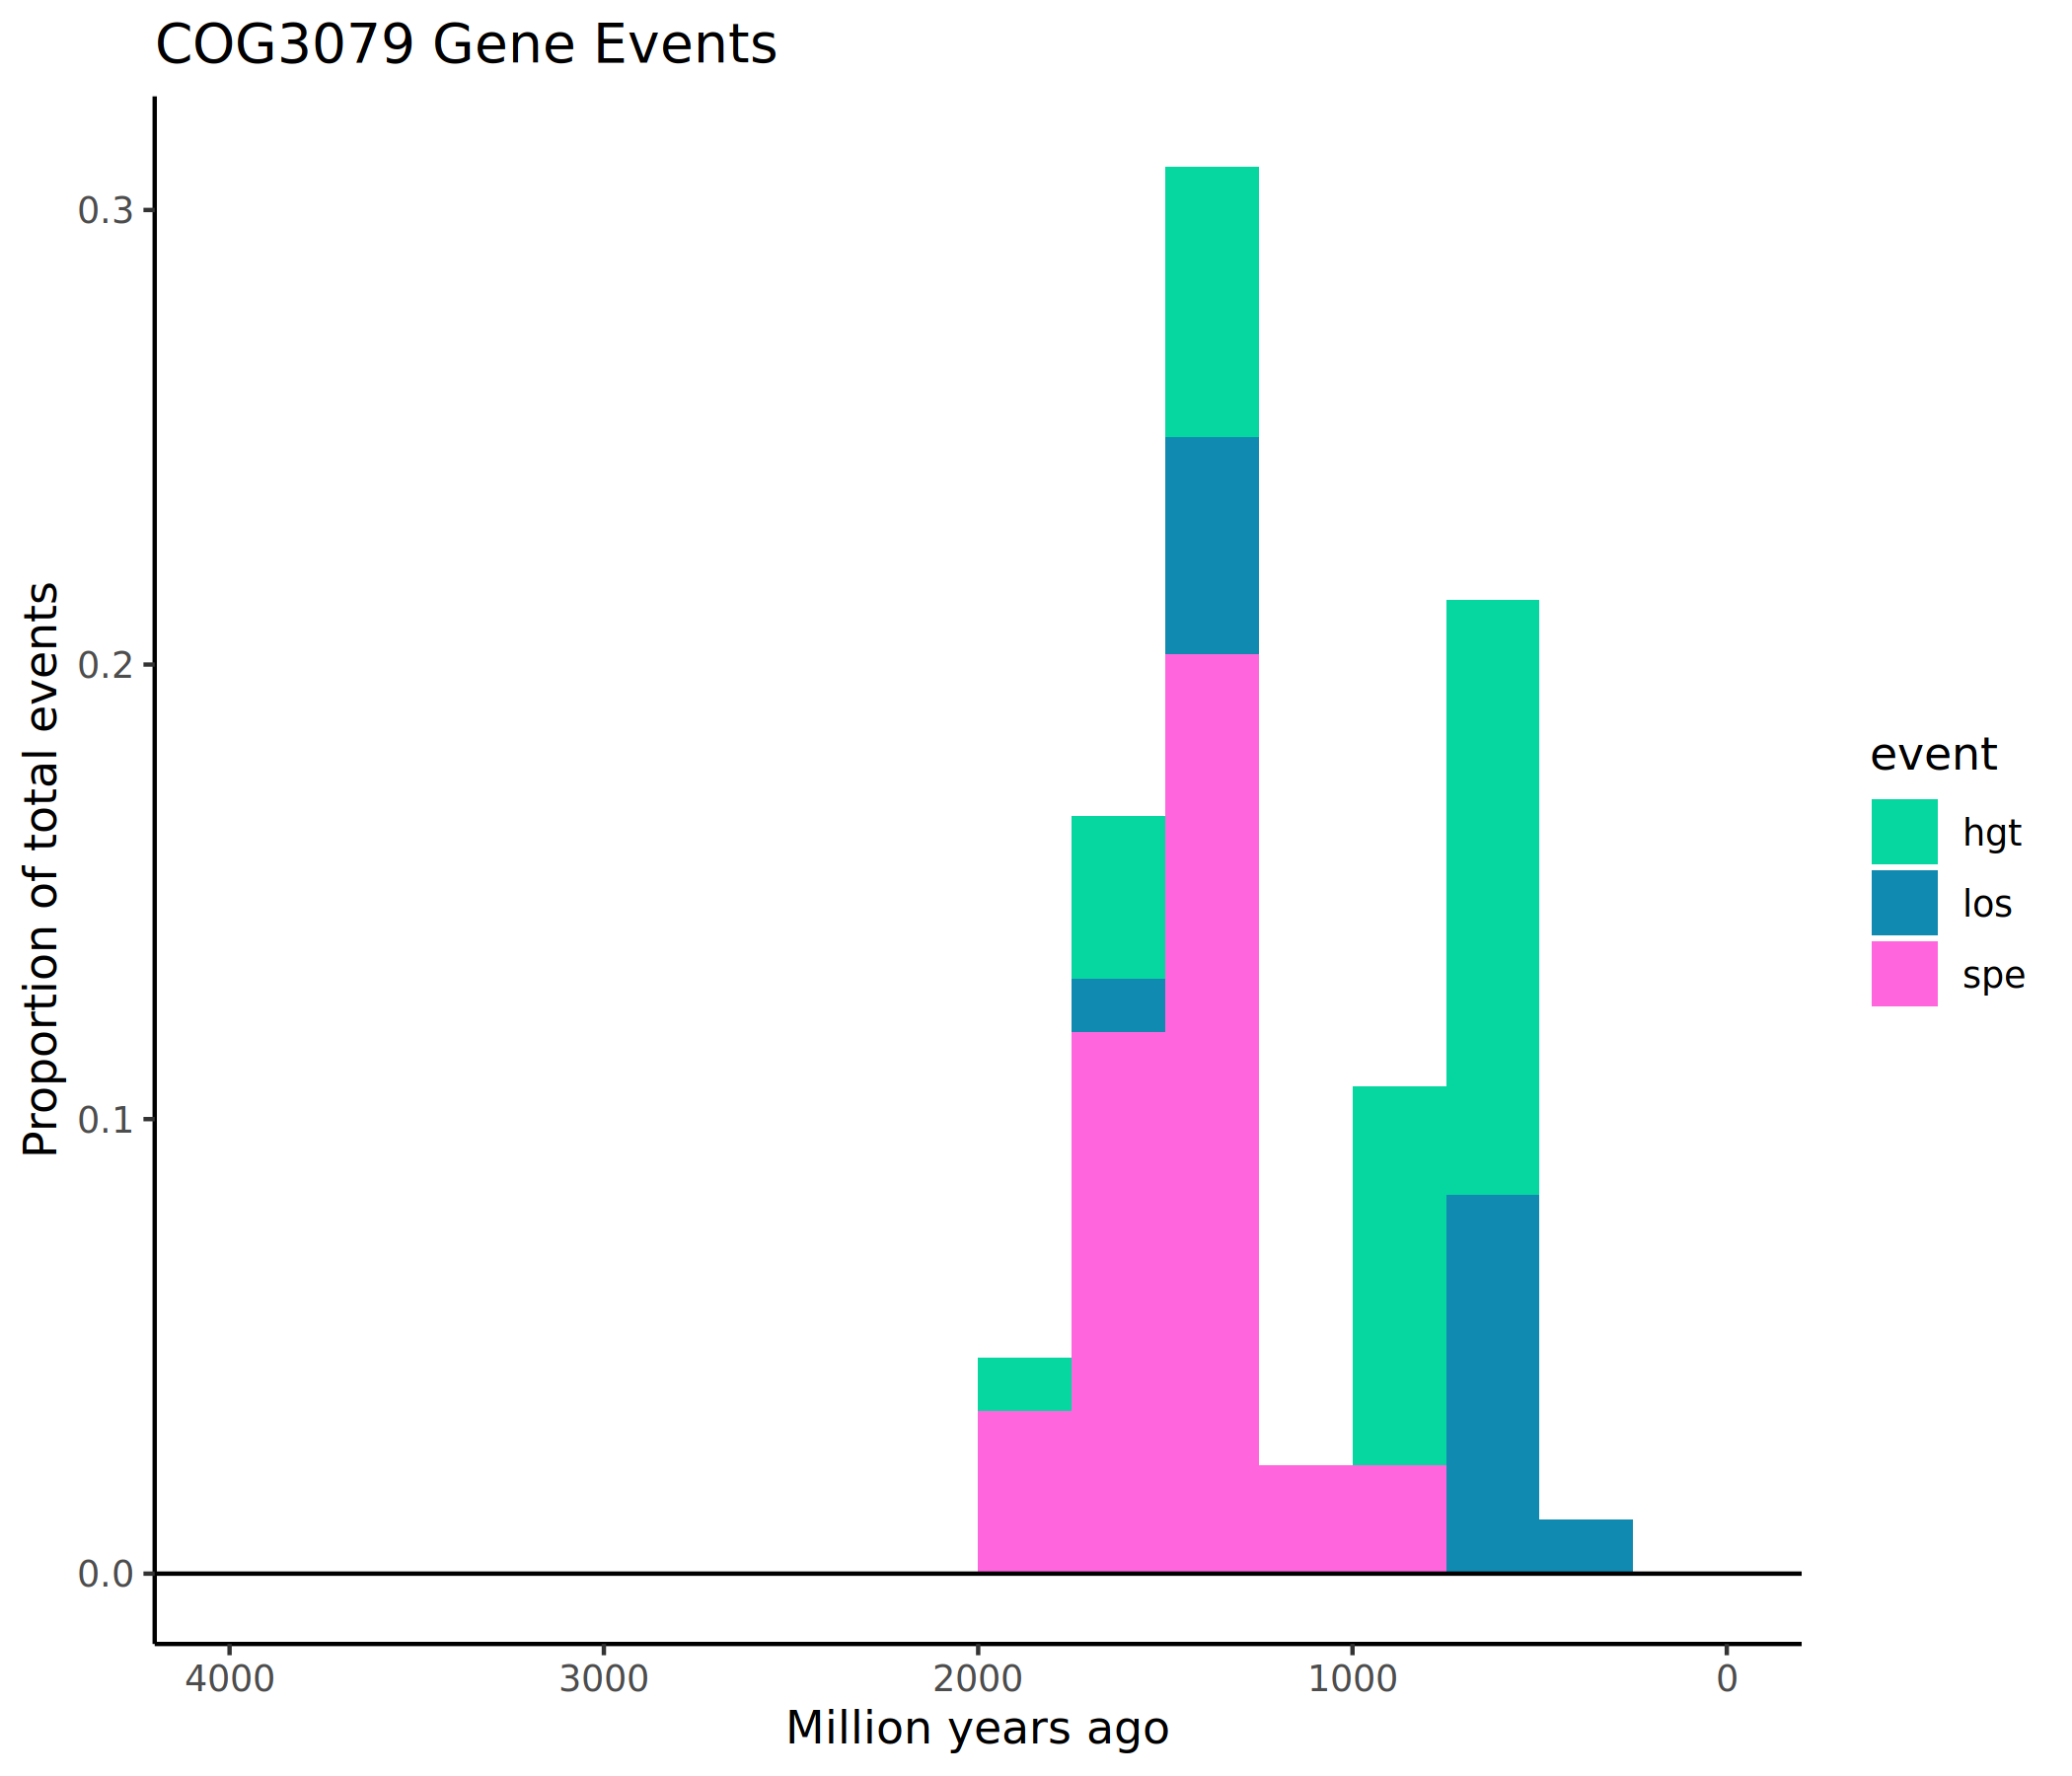 COG3079 Gene Events
Proportion of total events
0.3
0.2
0.1
0.0
4000 3000 2000 1000 0
Million years ago
event
hgt
los
spe